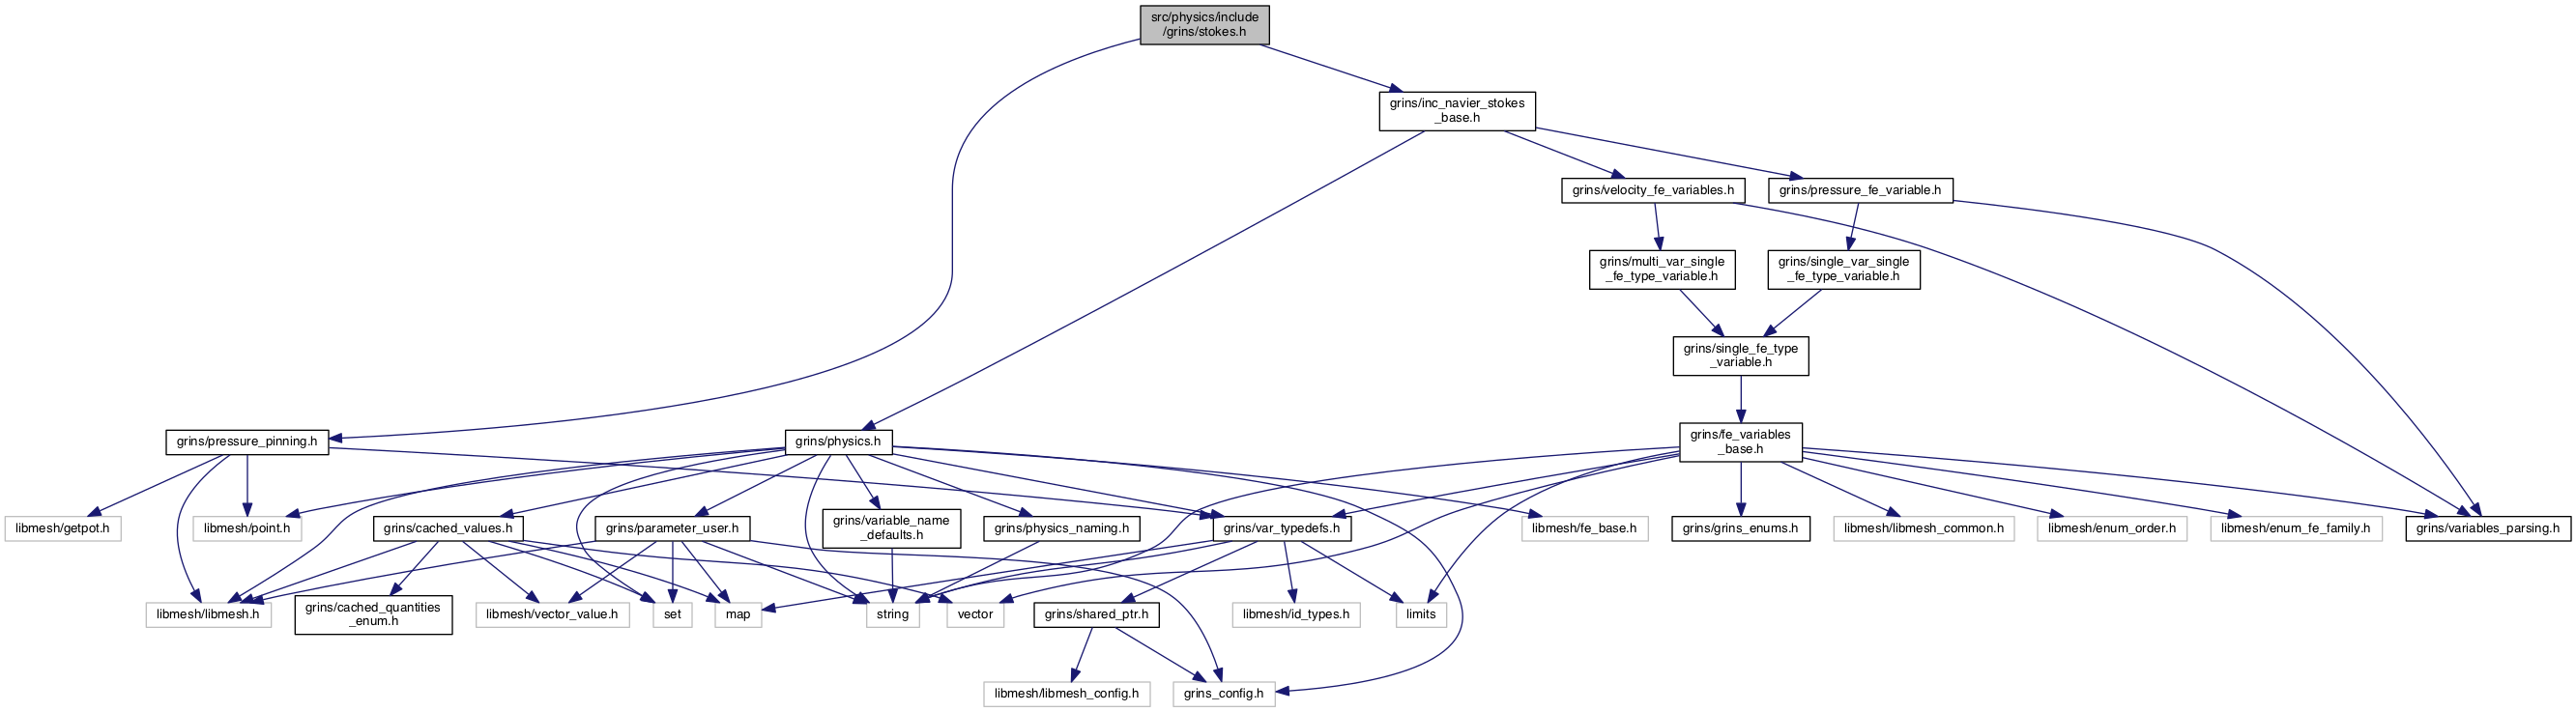 src/physics/include
/grins/stokes.h
grins/inc_navier_stokes
_base.h
grins/velocity_fe_variables.h
grins/pressure_fe_variable.h
grins/multi_var_single
_fe_type_variable.h
grins/single_var_single
_fe_type_variable.h
grins/single_fe_type
_variable.h
grins/pressure_pinning.h
grins/physics.h
grins/fe_variables
_base.h
libmesh/getpot.h
libmesh/point.h
grins/cached_values.h
grins/parameter_user.h
grins/variable_name
_defaults.h
grins/physics_naming.h
grins/var_typedefs.h
libmesh/fe_base.h
grins/grins_enums.h
libmesh/libmesh_common.h
libmesh/enum_order.h
libmesh/enum_fe_family.h
grins/variables_parsing.h
libmesh/libmesh.h
grins/cached_quantities
_enum.h
libmesh/vector_value.h
set
map
string
vector
grins/shared_ptr.h
libmesh/id_types.h
limits
libmesh/libmesh_config.h
grins_config.h